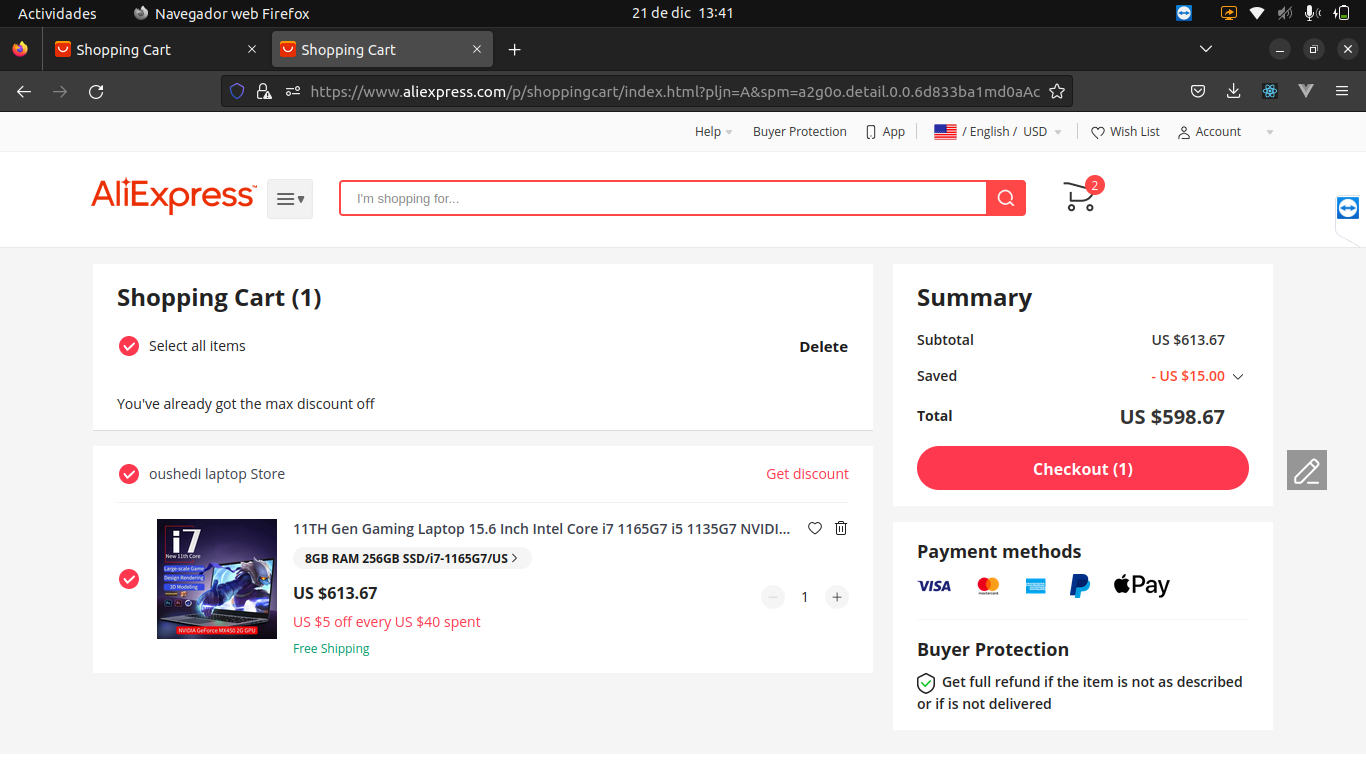 Actividades
Navegador web Firefox
21 de dic 13:41
Shopping Cart
Shopping Cart
https://www.aliexpress.com/p/shoppingcart/index.html?pljn=A&spm=a2g0o.detail.0.0.6d833ba1md0aAc
Help
Buyer Protection
App
/ English / USD
Wish List
Account
AliExpress™
I'm shopping for...
2
Shopping Cart (1)
Select all items
Delete
You've already got the max discount off
oushedi laptop Store
Get discount
i7
New 11th Core
Large-scale Game
Design Rendering
3D Modeling
NVIDIA GeForce MX450 2G GPU
11TH Gen Gaming Laptop 15.6 Inch Intel Core i7 1165G7 i5 1135G7 NVIDI...
8GB RAM 256GB SSD/i7-1165G7/US
US $613.67
1
US $5 off every US $40 spent
Free Shipping
Summary
Subtotal
US $613.67
Saved
- US $15.00
Total
US $598.67
Checkout (1)
Payment methods
VISA
mastercard
Pay
Buyer Protection
Get full refund if the item is not as described
or if is not delivered